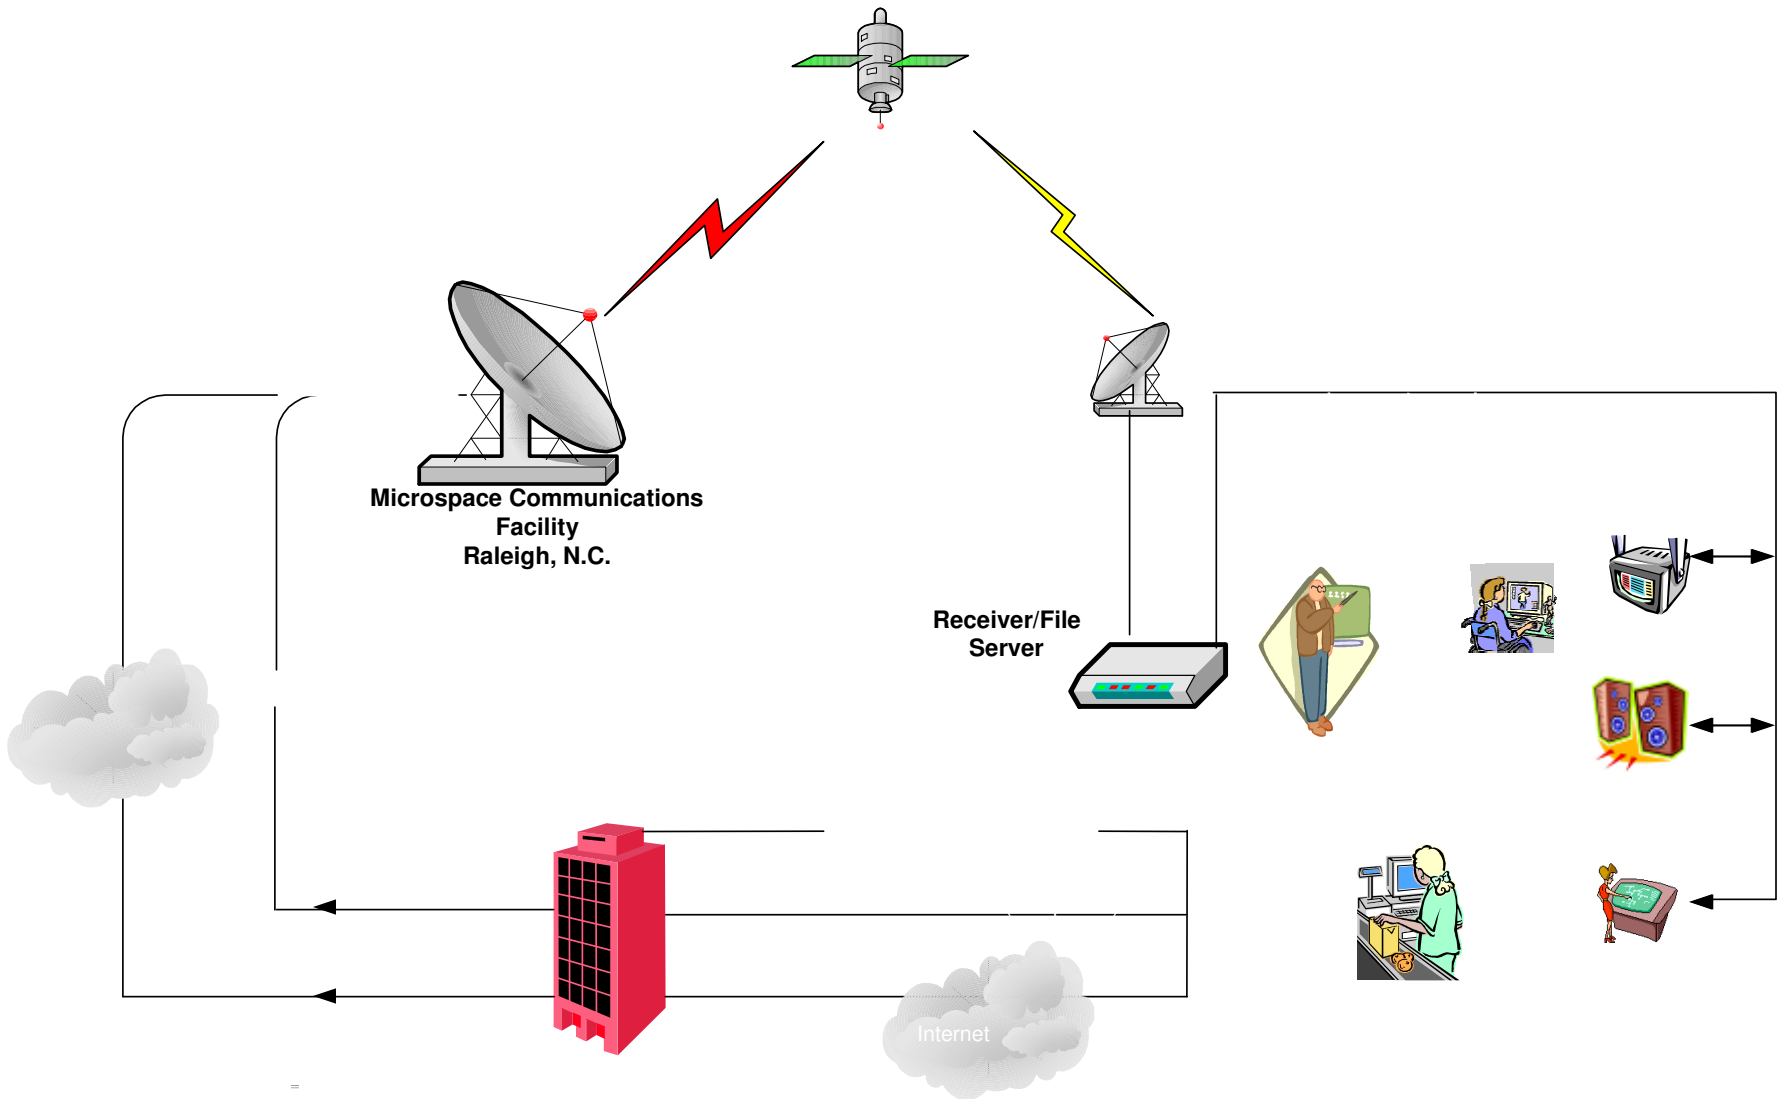 Microspace Communications
Facility
Raleigh, N.C.
Receiver/File
Server
Internet